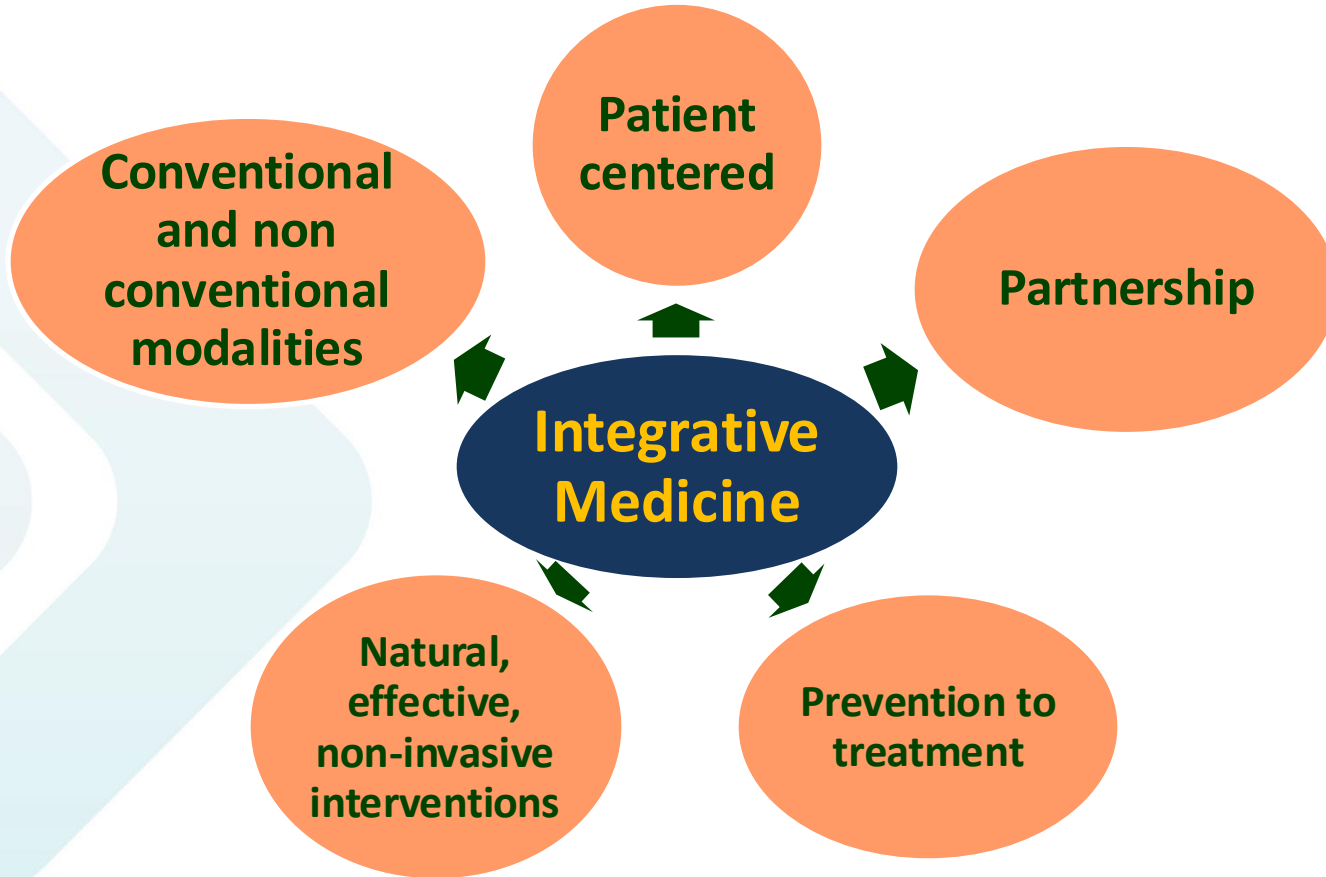 Patient
centered
Conventional
and non
conventional
modalities
Partnership
Integrative
Medicine
Natural,
effective,
non-invasive
interventions
Prevention to
treatment